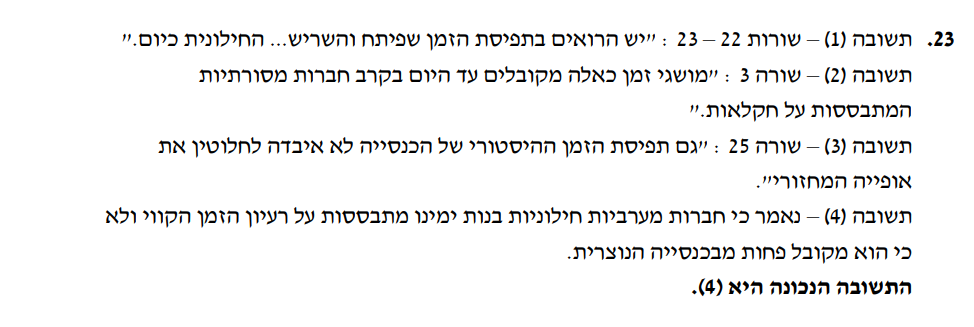 23. תשובה (1) – שורות 22 – 23 : "יש הרואים בתפיסת הזמן שפיתח והשריש... החילונית כיום."
תשובה (2) – שורה 3 : "מושגי זמן כאלה מקובלים עד היום בקרב חברות מסורתיות
המתבססות על חקלאות."
תשובה (3) – שורה 25 : "גם תפיסת הזמן ההיסטורי של הכנסייה לא איבדה לחלוטין את
אופייה המחזורי".
תשובה (4) – נאמר כי חברות מערביות חילוניות בנות ימינו מתבססות על רעיון הזמן הקווי ולא
כי הוא מקובל פחות מבכנסייה הנוצרית.
התשובה הנכונה היא (4).